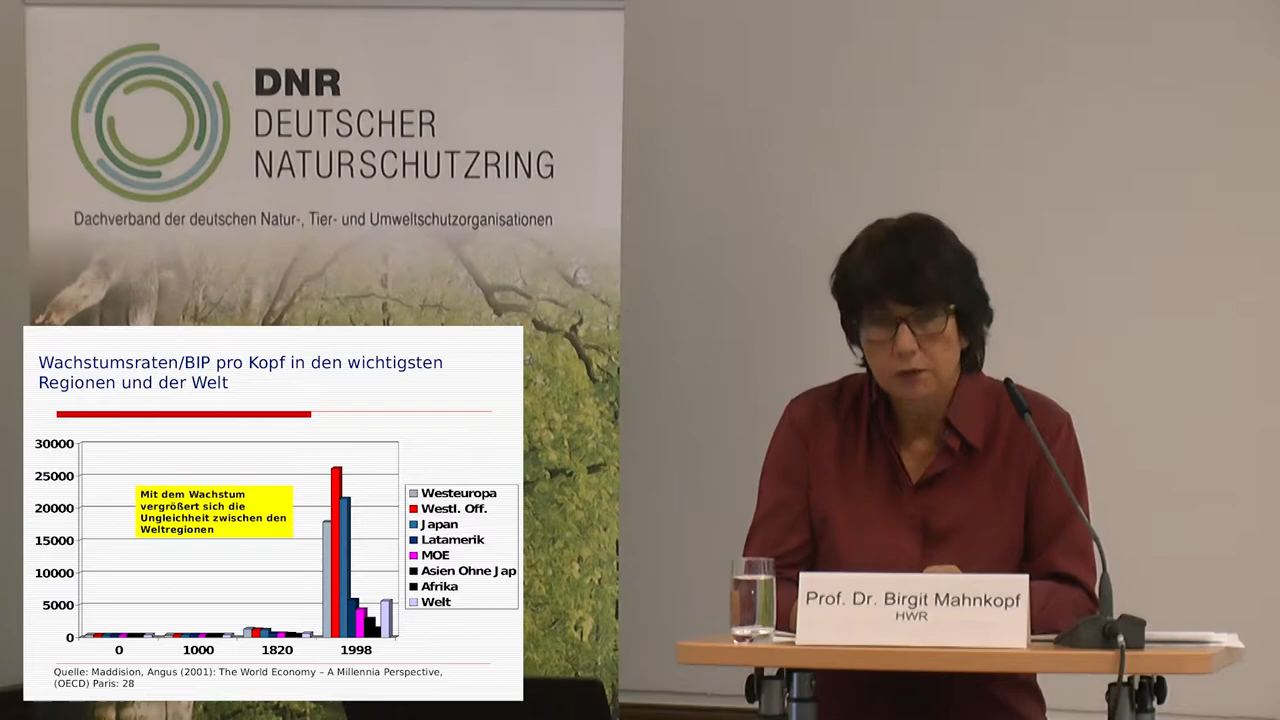 DNR
DEUTSCHER
NATURSCHUTZRING
Dachverband der deutschen Natur-, Tier- und Umweltschutzorganisationen
Wachstumsraten/BIP pro Kopf in den wichtigsten
Regionen und der Welt
30000
25000
20000
15000
10000
5000
0
0
1000
1820
1998
Mit dem Wachstum
vergrößert sich die
Ungleichheit zwischen den
Weltregionen
Westeuropa
Westl. Off.
Japan
Latamerik
MOE
Asien Ohne Jap
Afrika
Welt
Quelle: Maddision, Angus (2001): The World Economy – A Millennia Perspective,
(OECD) Paris: 28
Prof. Dr. Birgit Mahnkopf
HWR